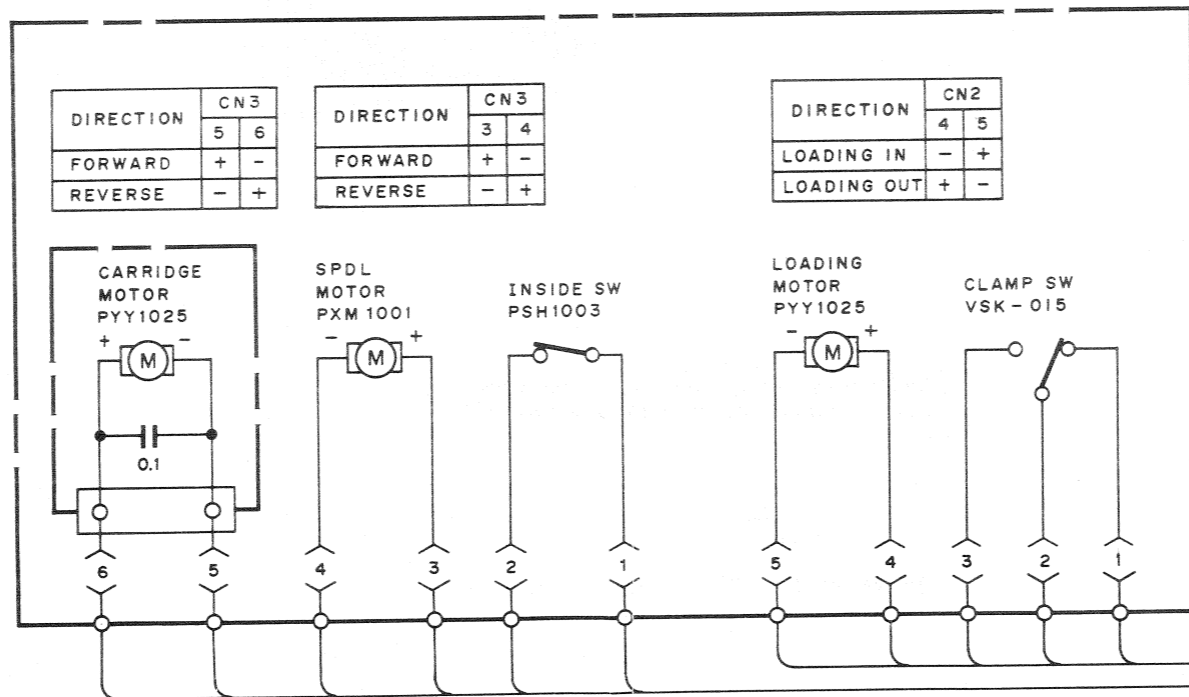 DIRECTION CN3
5 6
FORWARD + −
REVERSE − +
DIRECTION CN3
3 4
FORWARD + −
REVERSE − +
DIRECTION CN2
4 5
LOADING IN − +
LOADING OUT + −
CARRIDGE
MOTOR
PYY1025
+ −
M
0.1
SPDL
MOTOR
PXM1001
− +
M
INSIDE SW
PSH1003
LOADING
MOTOR
PYY1025
− +
M
CLAMP SW
VSK-015
6 5 4 3 2 1 5 4 3 2 1